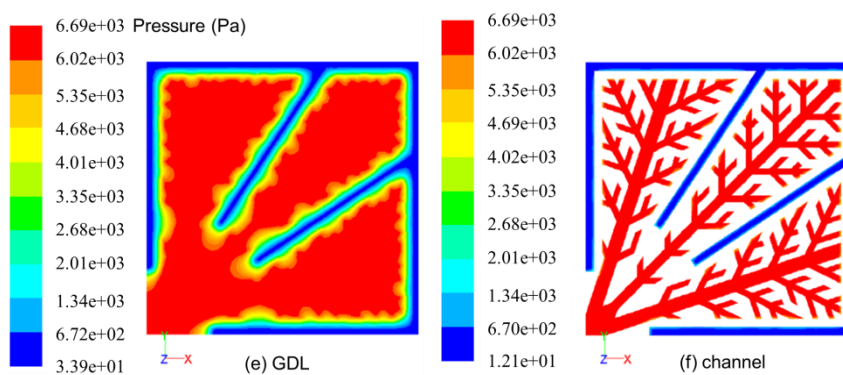 Pressure (Pa)
6.69e+03
6.02e+03
5.35e+03
4.68e+03
4.01e+03
3.35e+03
2.68e+03
2.01e+03
1.34e+03
6.72e+02
3.39e+01
Y
Z X
(e) GDL
6.69e+03
6.02e+03
5.35e+03
4.69e+03
4.02e+03
3.35e+03
2.68e+03
2.01e+03
1.34e+03
6.70e+02
1.21e+01
Y
Z X
(f) channel